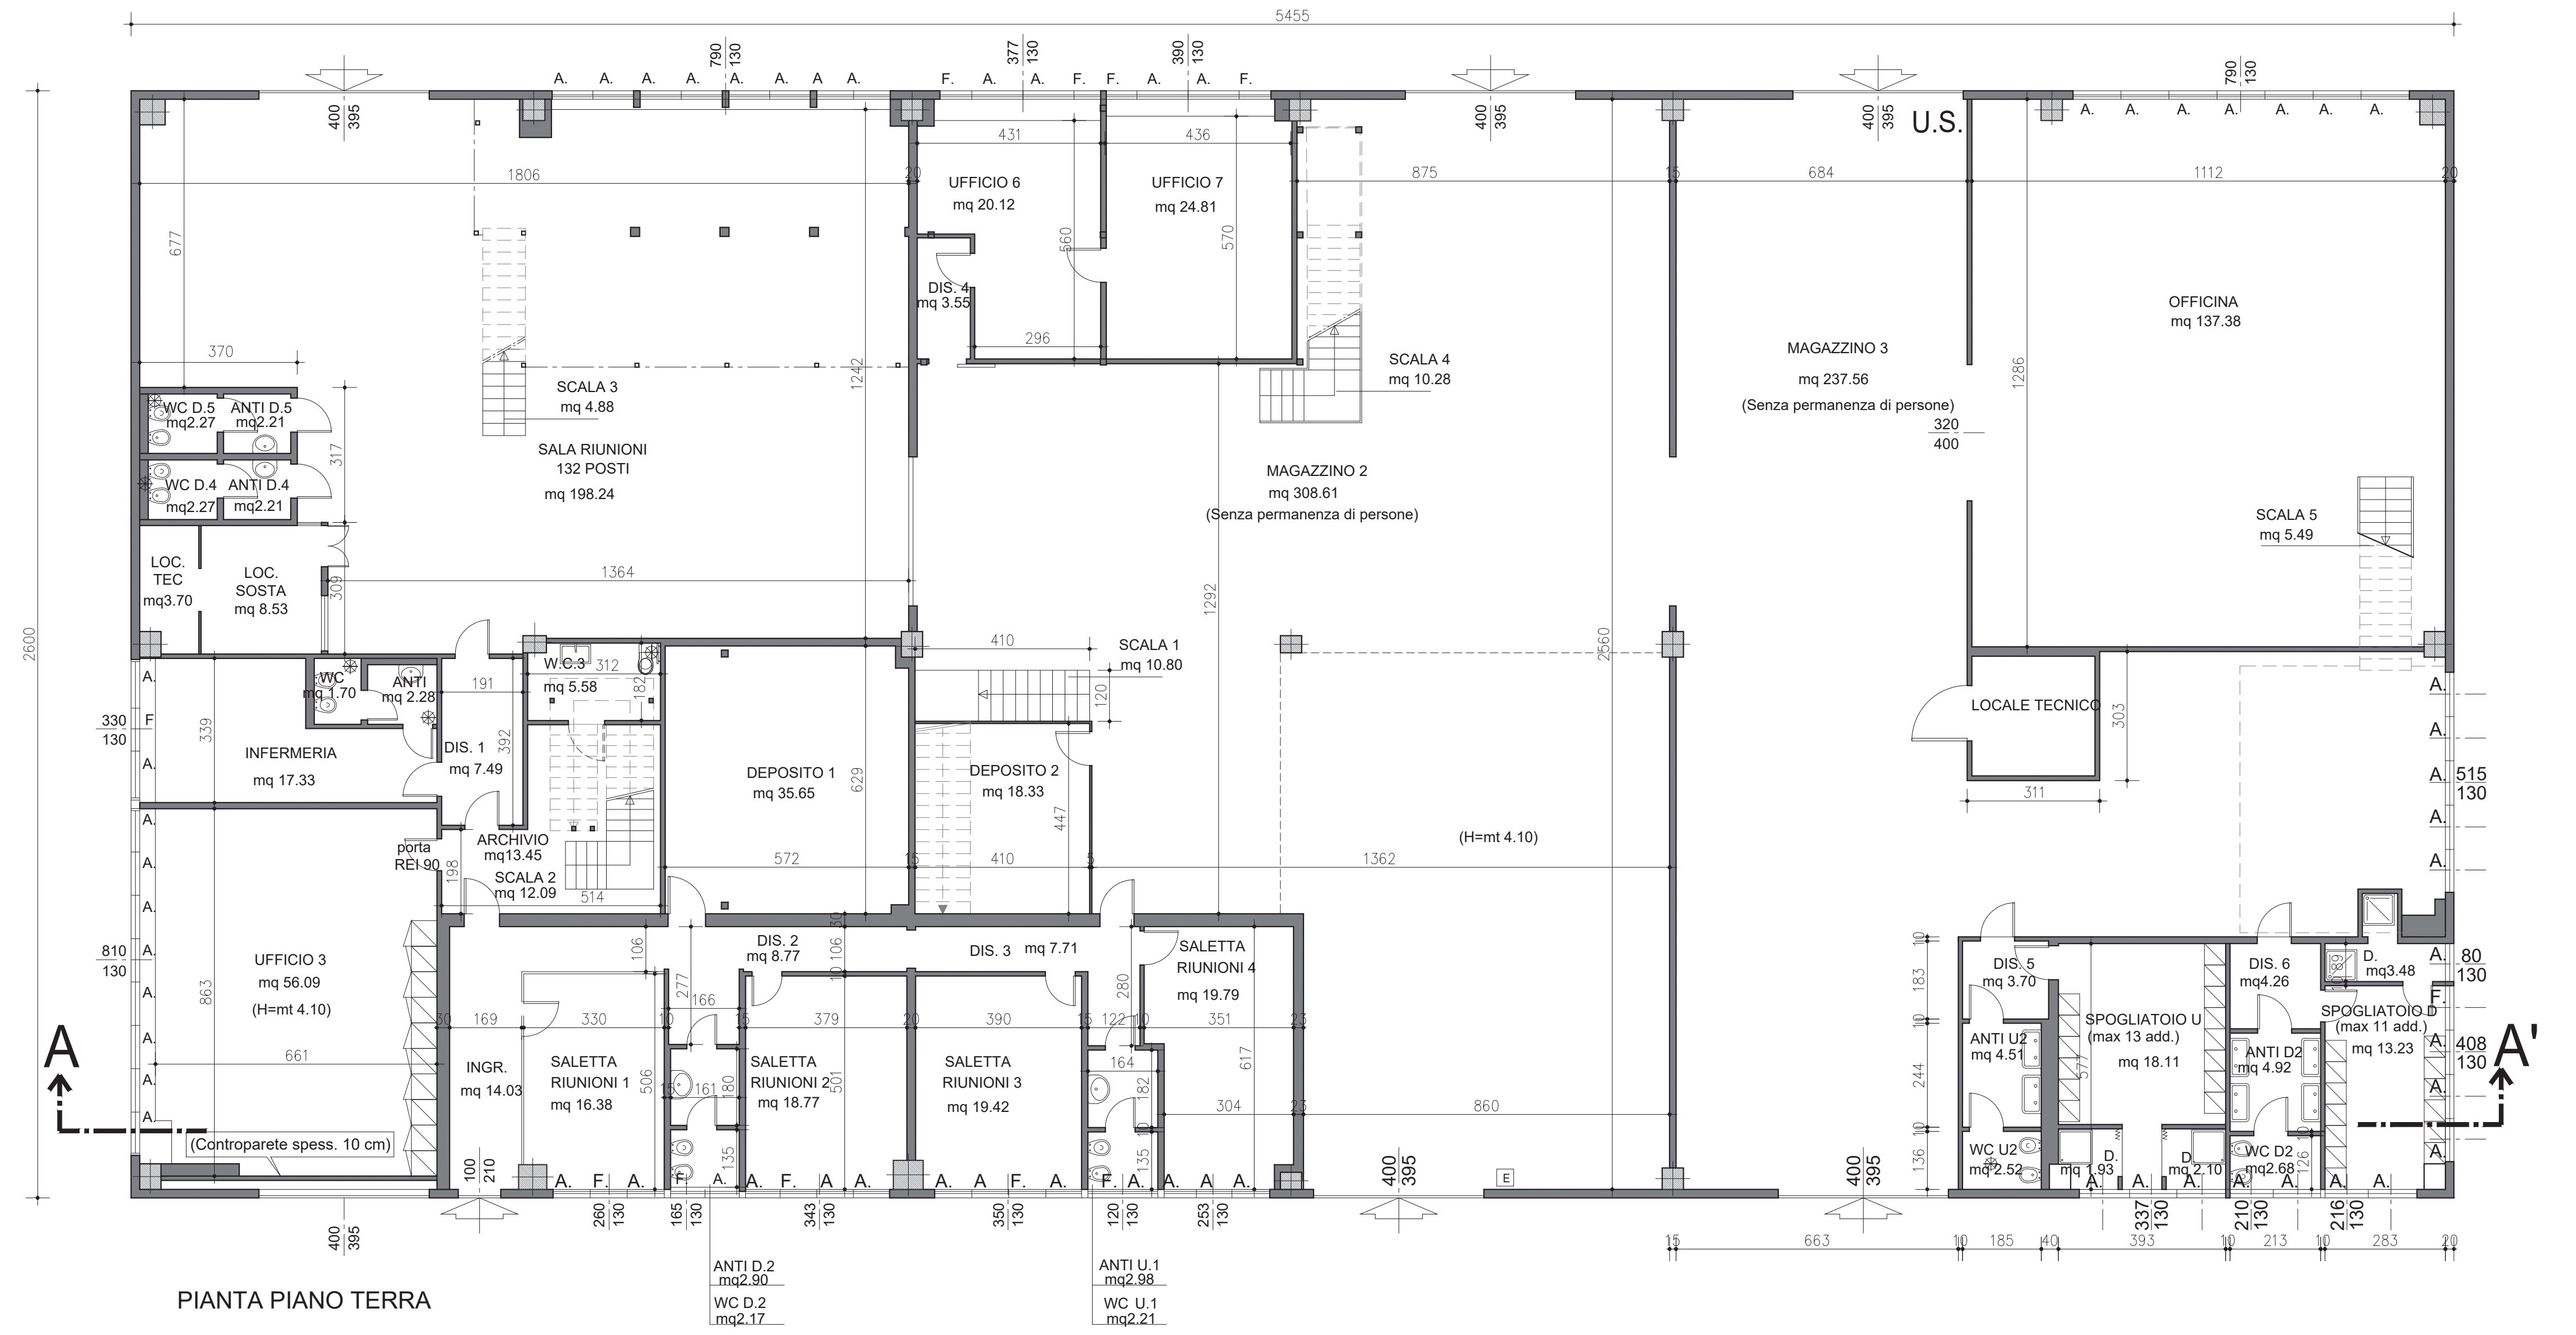 5455
790 130
377 130
390 130
790 130
A. A. A. A. A. A. A A.
F. A. A. F. F. A. A. F.
400 395
400 395
400 395
U.S.
A. A. A. A. A. A. A.
431
436
1806
20
875
15
684
1112
20
UFFICIO 6
mq 20.12
UFFICIO 7
mq 24.81
677
560
570
DIS. 4
mq 3.55
296
OFFICINA
mq 137.38
370
1242
1286
MAGAZZINO 3
mq 237.56
(Senza permanenza di persone)
320
400
SCALA 4
mq 10.28
SCALA 3
mq 4.88
WC D.5
mq2.27
ANTI D.5
mq2.21
317
SALA RIUNIONI
132 POSTI
mq 198.24
WC D.4
mq2.27
ANTI D.4
mq2.21
MAGAZZINO 2
mq 308.61
(Senza permanenza di persone)
SCALA 5
mq 5.49
LOC.
TEC
mq3.70
LOC.
SOSTA
mq 8.53
309
1364
1292
2600
2560
410
SCALA 1
mq 10.80
120
W.C.3
mq 5.58
312
182
WC
mq 1.70
ANTI
mq 2.28
191
A.
F
A.
330
130
339
392
INFERMERIA
mq 17.33
DIS. 1
mq 7.49
LOCALE TECNICO
303
311
A.
A.
A.
A.
A.
515
130
DEPOSITO 1
mq 35.65
629
DEPOSITO 2
mq 18.33
447
(H=mt 4.10)
porta
REI 90
198
ARCHIVIO
mq13.45
SCALA 2
mq 12.09
514
572
15
410
5
1362
A.
A.
A.
A.
A.
A.
A.
A.
810
130
UFFICIO 3
mq 56.09
(H=mt 4.10)
863
661
106
277
DIS. 2
mq 8.77
30
106
10
DIS. 3
mq 7.71
280
SALETTA
RIUNIONI 4
mq 19.79
166
30
169
330
10
15
379
20
390
15
122
10
351
23
INGR.
mq 14.03
SALETTA
RIUNIONI 1
mq 16.38
506
15
161
180
SALETTA
RIUNIONI 2
mq 18.77
501
SALETTA
RIUNIONI 3
mq 19.42
164
182
10
617
304
23
860
135
135
(Controparete spess. 10 cm)
A
A'
10
183
10
244
10
136
DIS. 5
mq 3.70
ANTI U2
mq 4.51
WC U2
mq 2.52
SPOGLIATOIO U
(max 13 add.)
mq 18.11
577
D.
mq 1.93
D.
mq 2.10
DIS. 6
mq4.26
ANTI D2
mq 4.92
WC D2
mq2.68
10
126
D.
mq3.48
SPOGLIATOIO D
(max 11 add.)
mq 13.23
A.
F.
A.
A.
A.
80
130
408
130
100 210
A. F. A.
F. A.
A. F. A. A.
A. A F. A.
F. A.
A. A. A.
E
A. A. A. A. A. A. A.
400 395
260 130
165 130
343 130
350 130
120 130
253 130
400 395
400 395
337 130
210 130
216 130
15
663
10
185
40
393
10
213
10
283
20
ANTI D.2
mq2.90
WC D.2
mq2.17
ANTI U.1
mq2.98
WC U.1
mq2.21
PIANTA PIANO TERRA